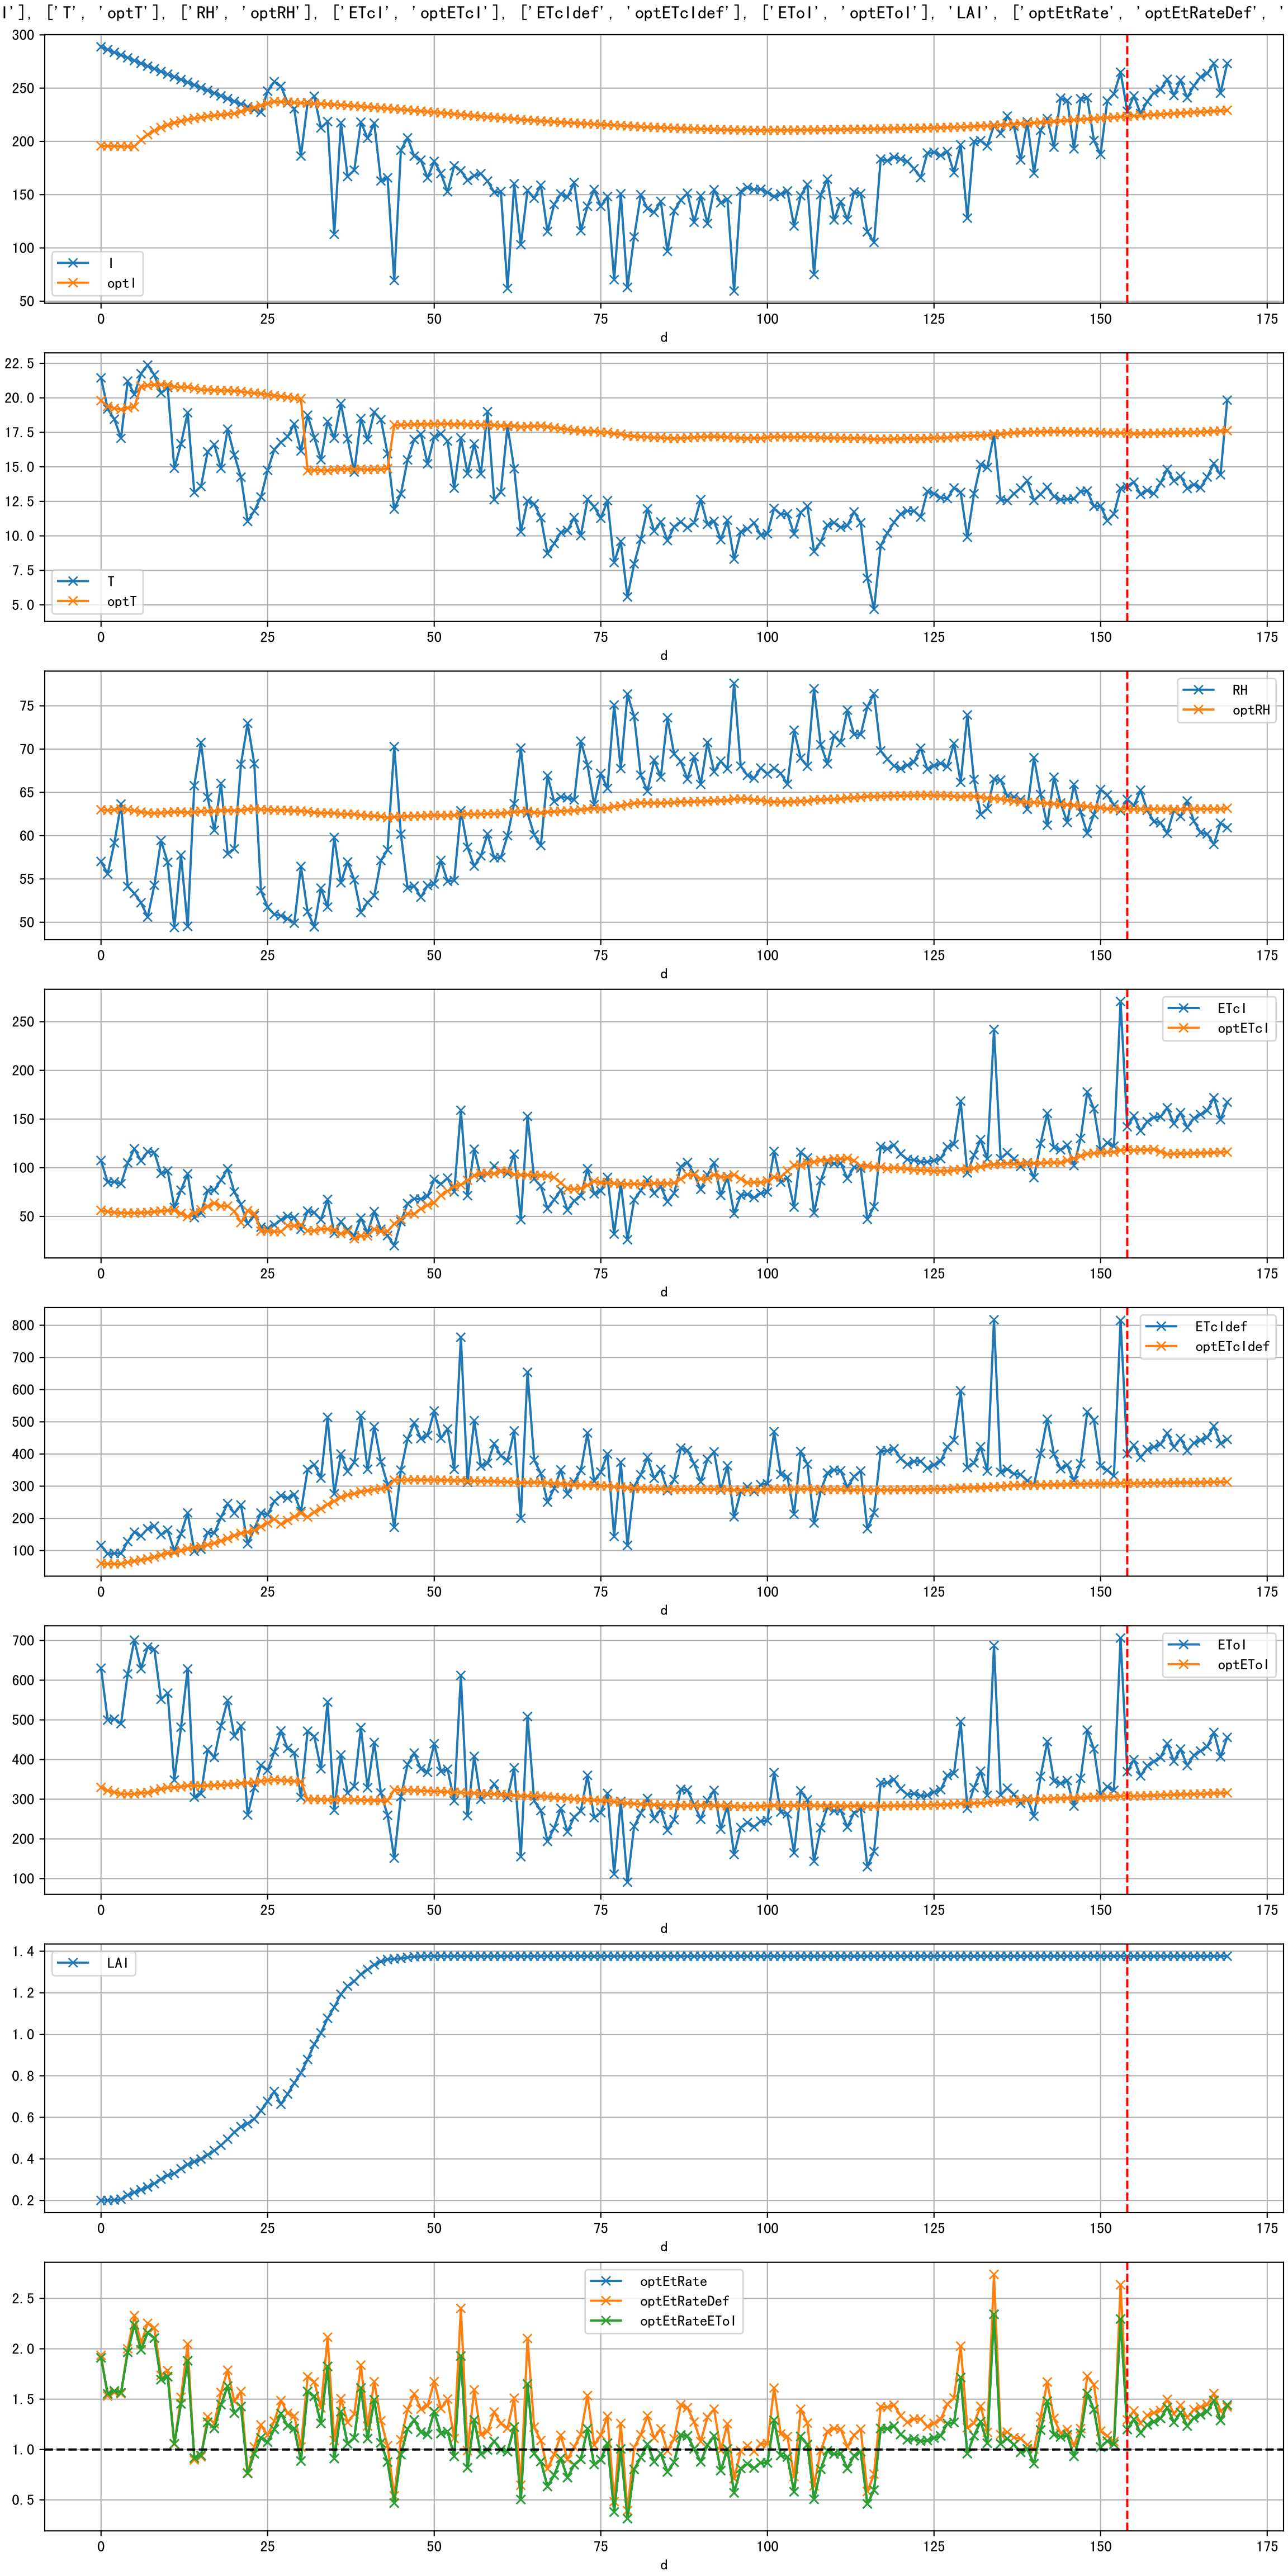 I'], ['T', 'optT'], ['RH', 'optRH'], ['ETcI', 'optETcI'], ['ETcIdef', 'optETcIdef'], ['EToI', 'optEToI'], 'LAI', ['optEtRate', 'optEtRateDef', '
300
250
200
150
100
50
I
optI
0 25 50 75 100 125 150 175
d
22.5
20.0
17.5
15.0
12.5
10.0
7.5
5.0
T
optT
0 25 50 75 100 125 150 175
d
75
70
65
60
55
50
RH
optRH
0 25 50 75 100 125 150 175
d
250
200
150
100
50
ETcI
optETcI
0 25 50 75 100 125 150 175
d
800
700
600
500
400
300
200
100
ETcIdef
optETcIdef
0 25 50 75 100 125 150 175
d
700
600
500
400
300
200
100
EToI
optEToI
0 25 50 75 100 125 150 175
d
1.4
1.2
1.0
0.8
0.6
0.4
0.2
LAI
0 25 50 75 100 125 150 175
d
2.5
2.0
1.5
1.0
0.5
optEtRate
optEtRateDef
optEtRateEToI
0 25 50 75 100 125 150 175
d